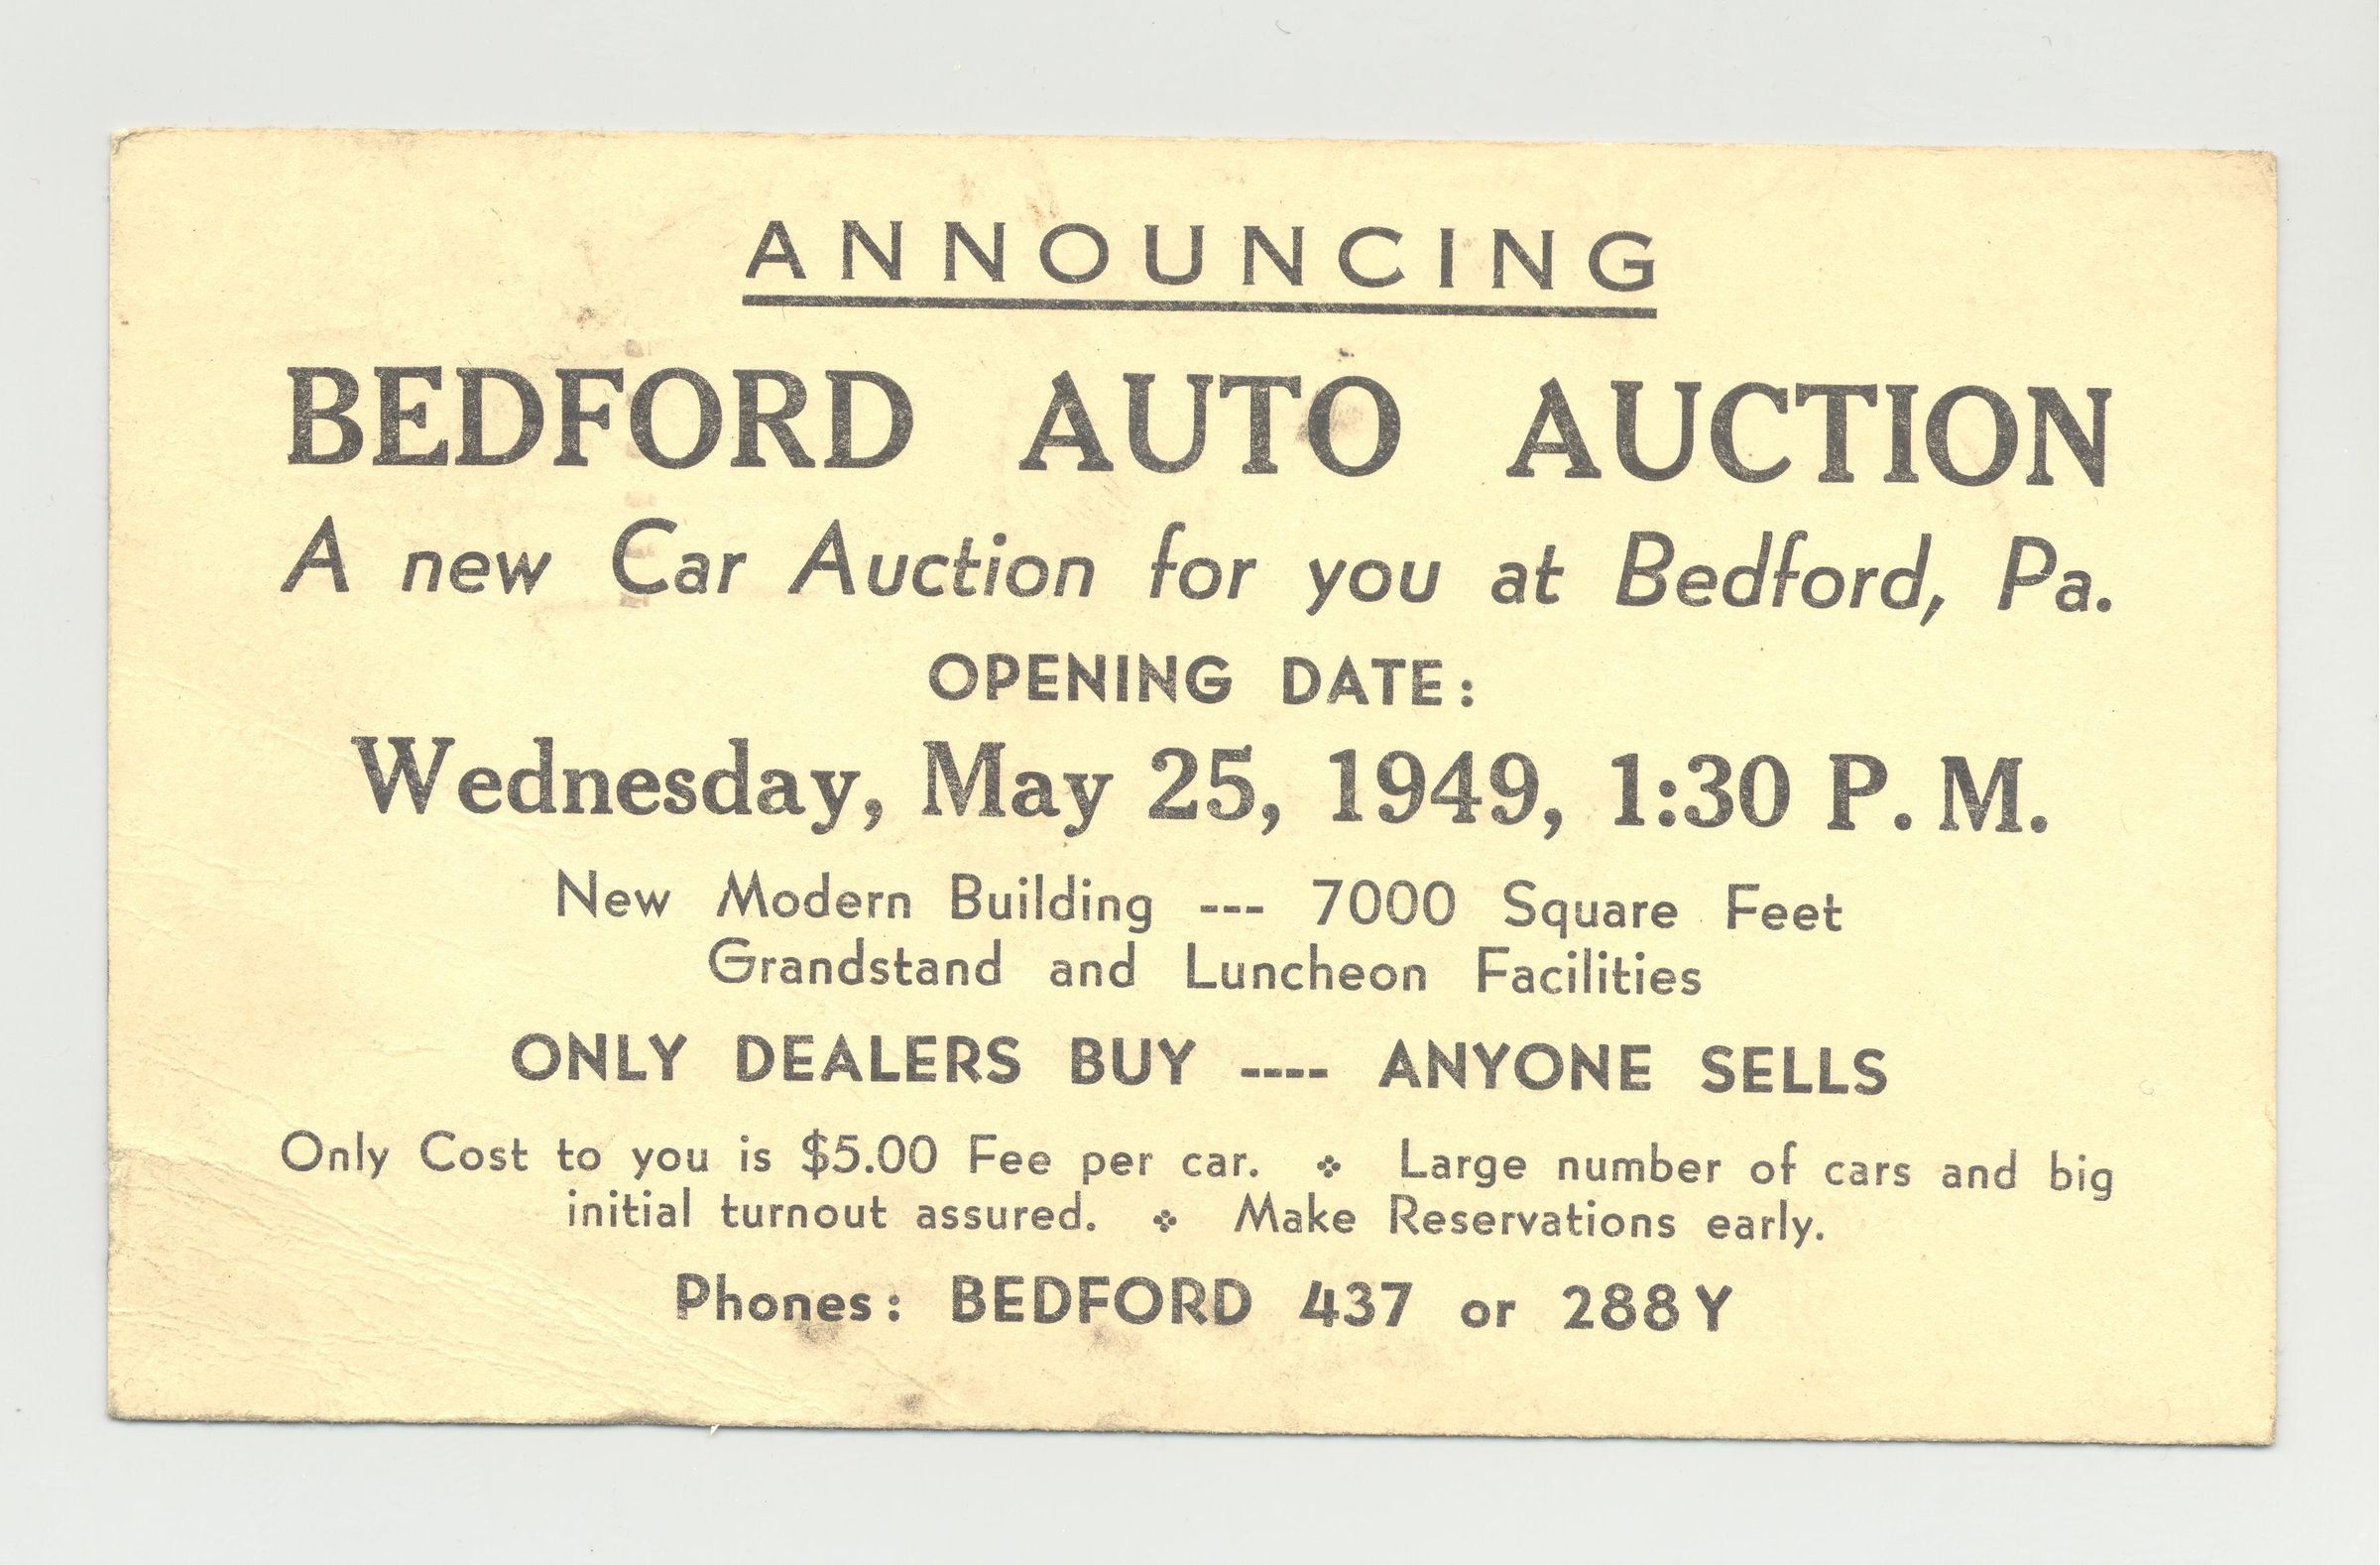 ANNOUNCING
BEDFORD AUTO AUCTION
A new Car Auction for you at Bedford, Pa.
OPENING DATE:
Wednesday, May 25, 1949, 1:30 P. M.
New Modern Building --- 7000 Square Feet
Grandstand and Luncheon Facilities
ONLY DEALERS BUY ---- ANYONE SELLS
Only Cost to you is $5.00 Fee per car. ❖ Large number of cars and big
initial turnout assured. ❖ Make Reservations early.
Phones: BEDFORD 437 or 288Y